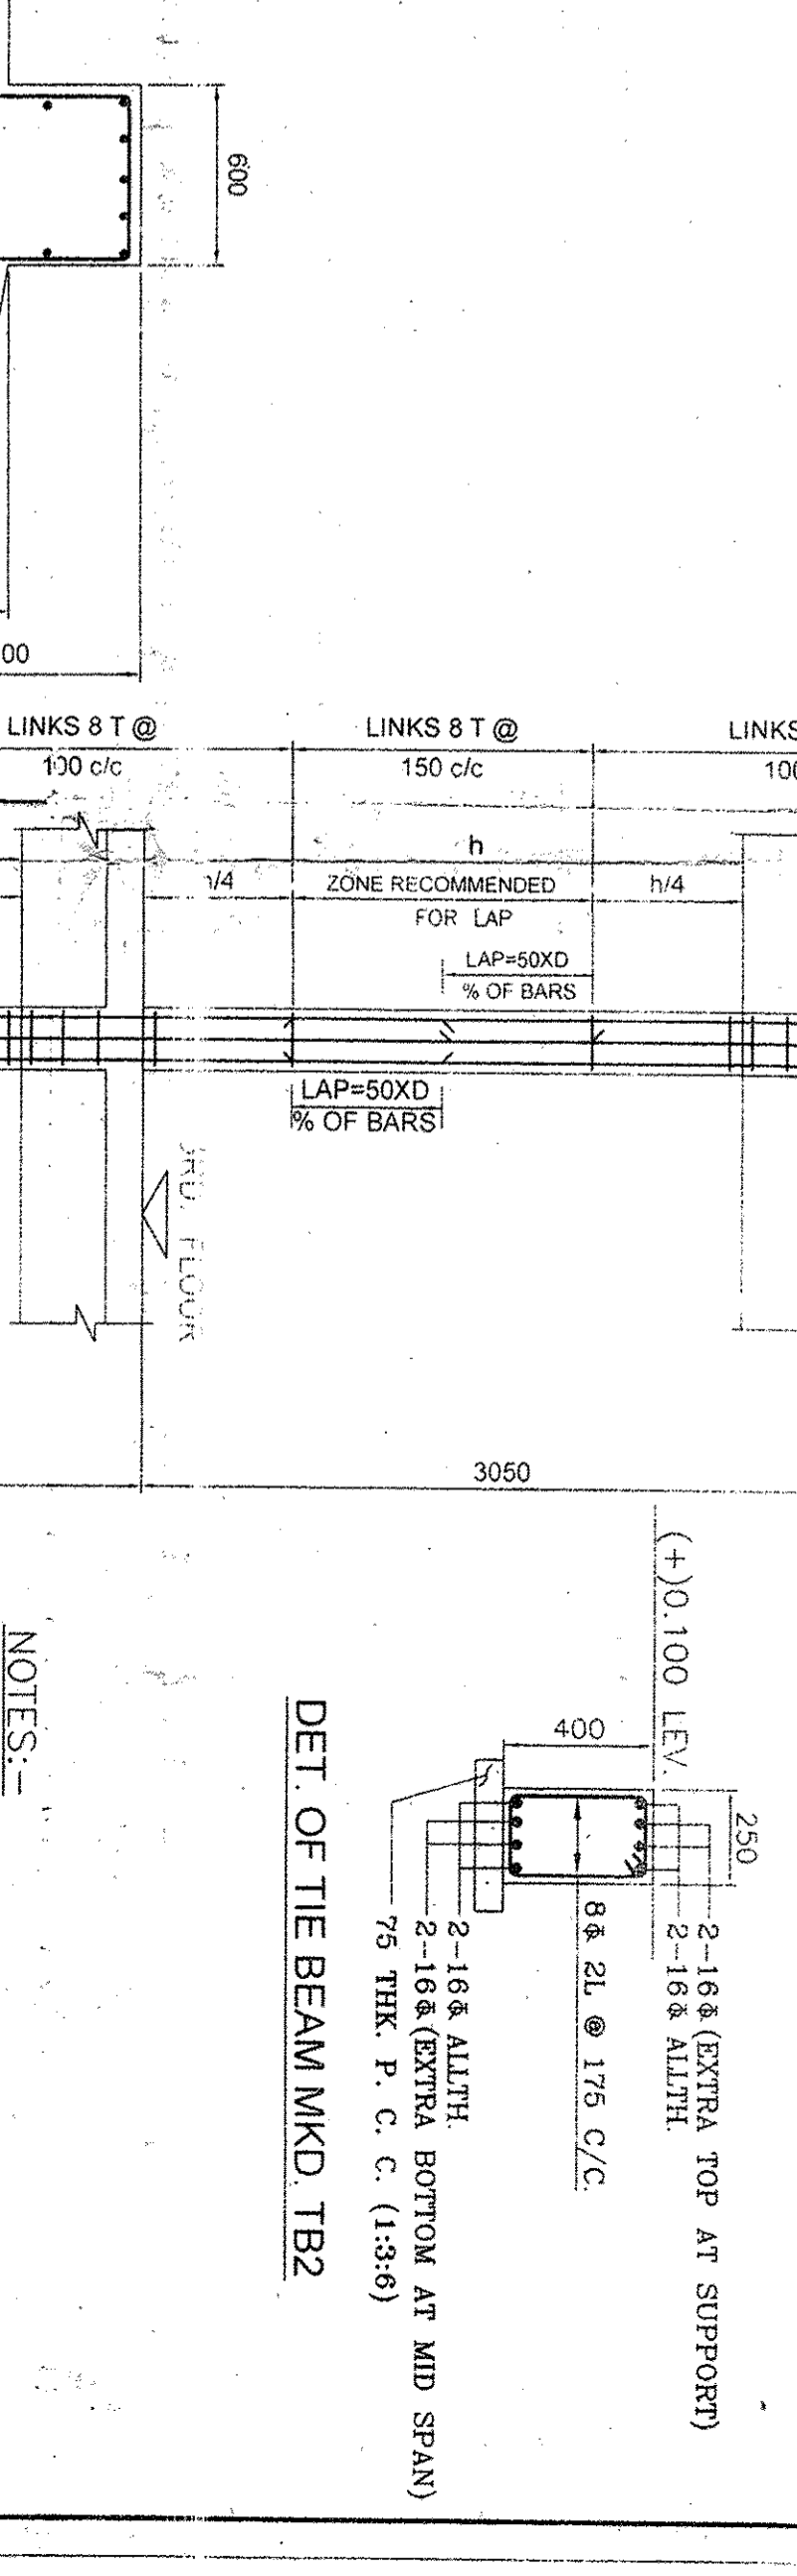 600
00
LINKS 8 T @
100 c/c
LINKS 8 T @
150 c/c
LINKS
100
h
h/4
ZONE RECOMMENDED
FOR LAP
h/4
LAP=50XD
% OF BARS
LAP=50XD
% OF BARS
FLOOR
3050
(+)0.100 LEV.
400
250
2-16Φ (EXTRA TOP AT SUPPORT)
2-16Φ ALLTH.
8Φ 2L @ 175 C/C.
2-16Φ ALLTH.
2-16Φ (EXTRA BOTTOM AT MID SPAN)
75 THK. P. C. C. (1:3:6)
DET. OF TIE BEAM MKD. TB2
NOTES:-